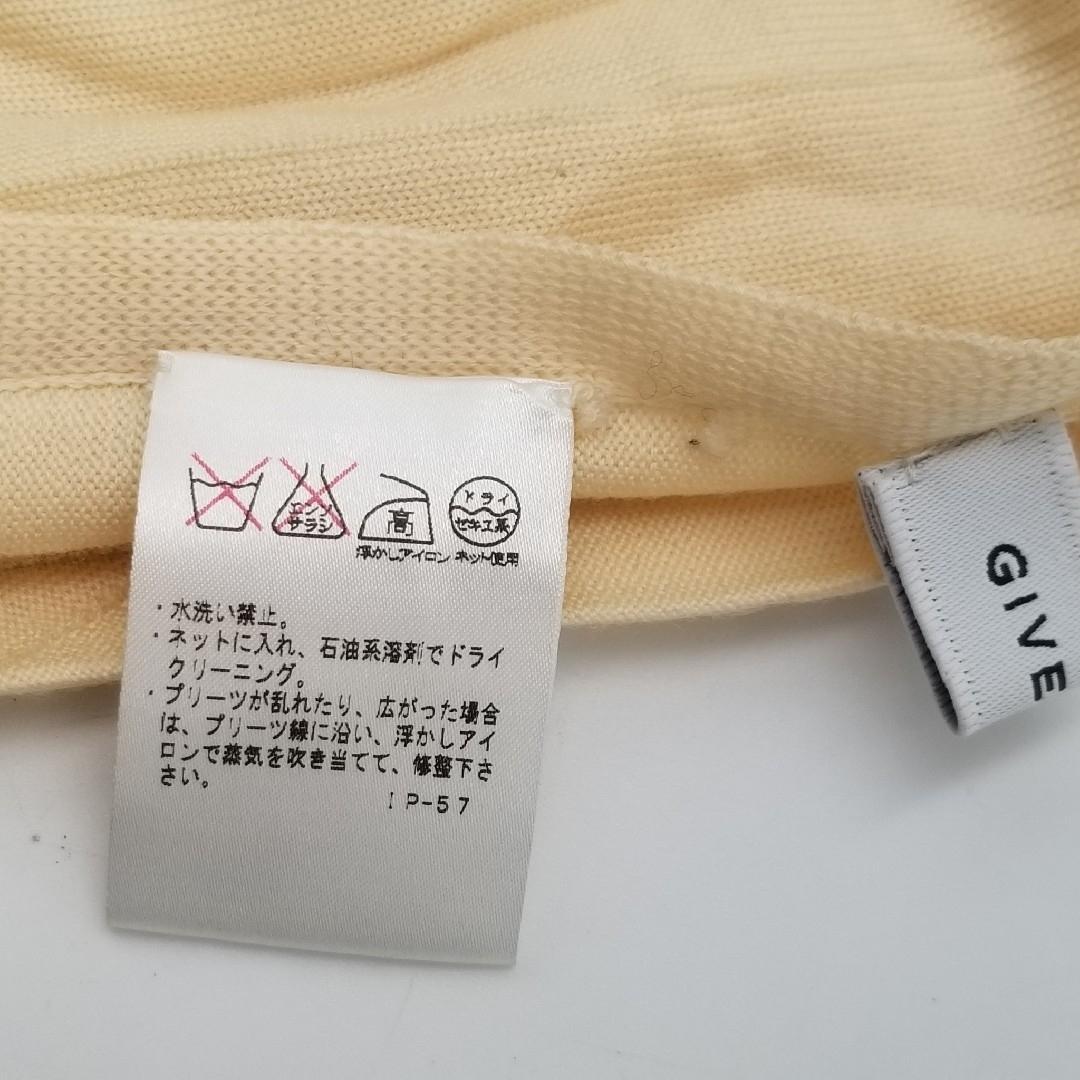 エンソ
サラシ
高
ドライ
セキユ系
浮かしアイロン ネット使用
・水洗い禁止。
・ネットに入れ、石油系溶剤でドライ
クリーニング。
・プリーツが乱れたり、広がった場合
は、プリーツ線に沿い、浮かしアイ
ロンで蒸気を吹き当てて、修整下さ
さい。
IP-57
GIVE